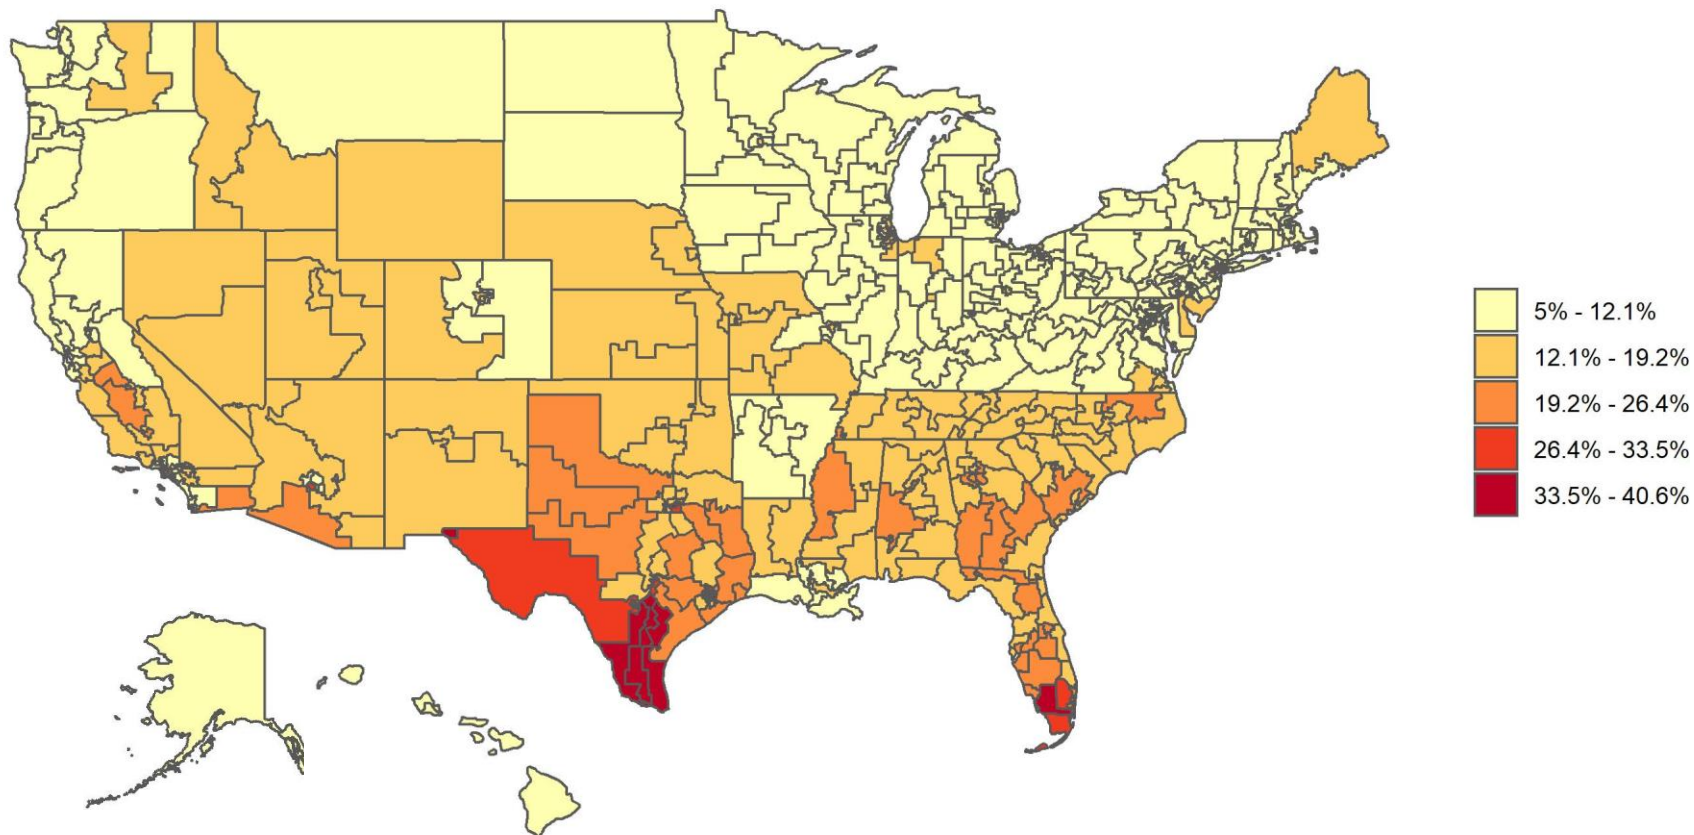 5% - 12.1%
12.1% - 19.2%
19.2% - 26.4%
26.4% - 33.5%
33.5% - 40.6%